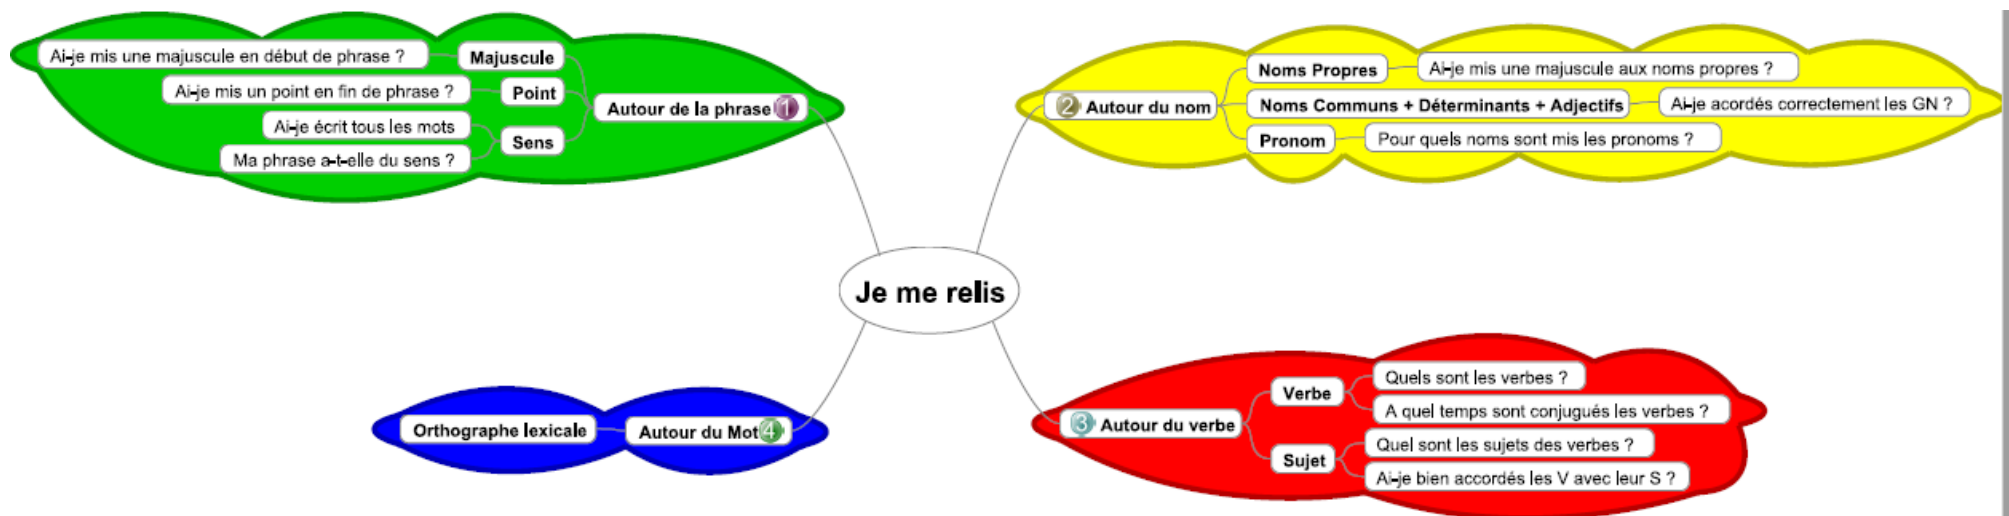 Je me relis
Autour de la phrase 1
Majuscule
Ai-je mis une majuscule en début de phrase ?
Point
Ai-je mis un point en fin de phrase ?
Sens
Ai-je écrit tous les mots
Ma phrase a-t-elle du sens ?
2 Autour du nom
Noms Propres
Ai-je mis une majuscule aux noms propres ?
Noms Communs + Déterminants + Adjectifs
Ai-je acordés correctement les GN ?
Pronom
Pour quels noms sont mis les pronoms ?
3 Autour du verbe
Verbe
Quels sont les verbes ?
A quel temps sont conjugués les verbes ?
Sujet
Quel sont les sujets des verbes ?
Ai-je bien accordés les V avec leur S ?
Autour du Mot 4
Orthographe lexicale